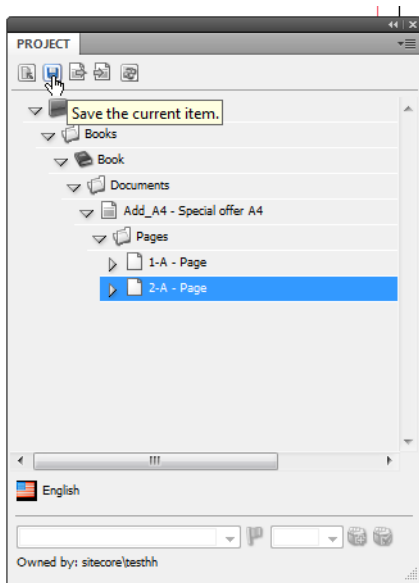 PROJECT
Save the current item.
Books
Book
Documents
Add_A4 - Special offer A4
Pages
1-A - Page
2-A - Page
English
Owned by: sitecore\testhh